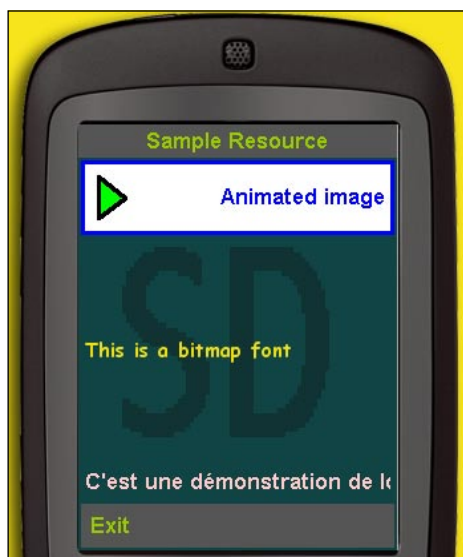 Sample Resource
Animated image
SD
This is a bitmap font
C'est une démonstration de
Exit